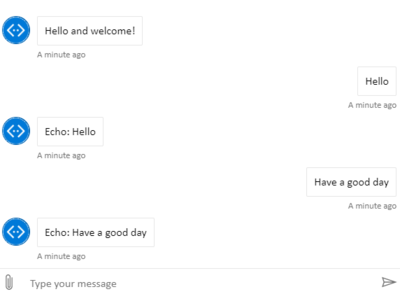 Hello and welcome!
A minute ago
Hello
A minute ago
Echo: Hello
A minute ago
Have a good day
A minute ago
Echo: Have a good day
A minute ago
Type your message